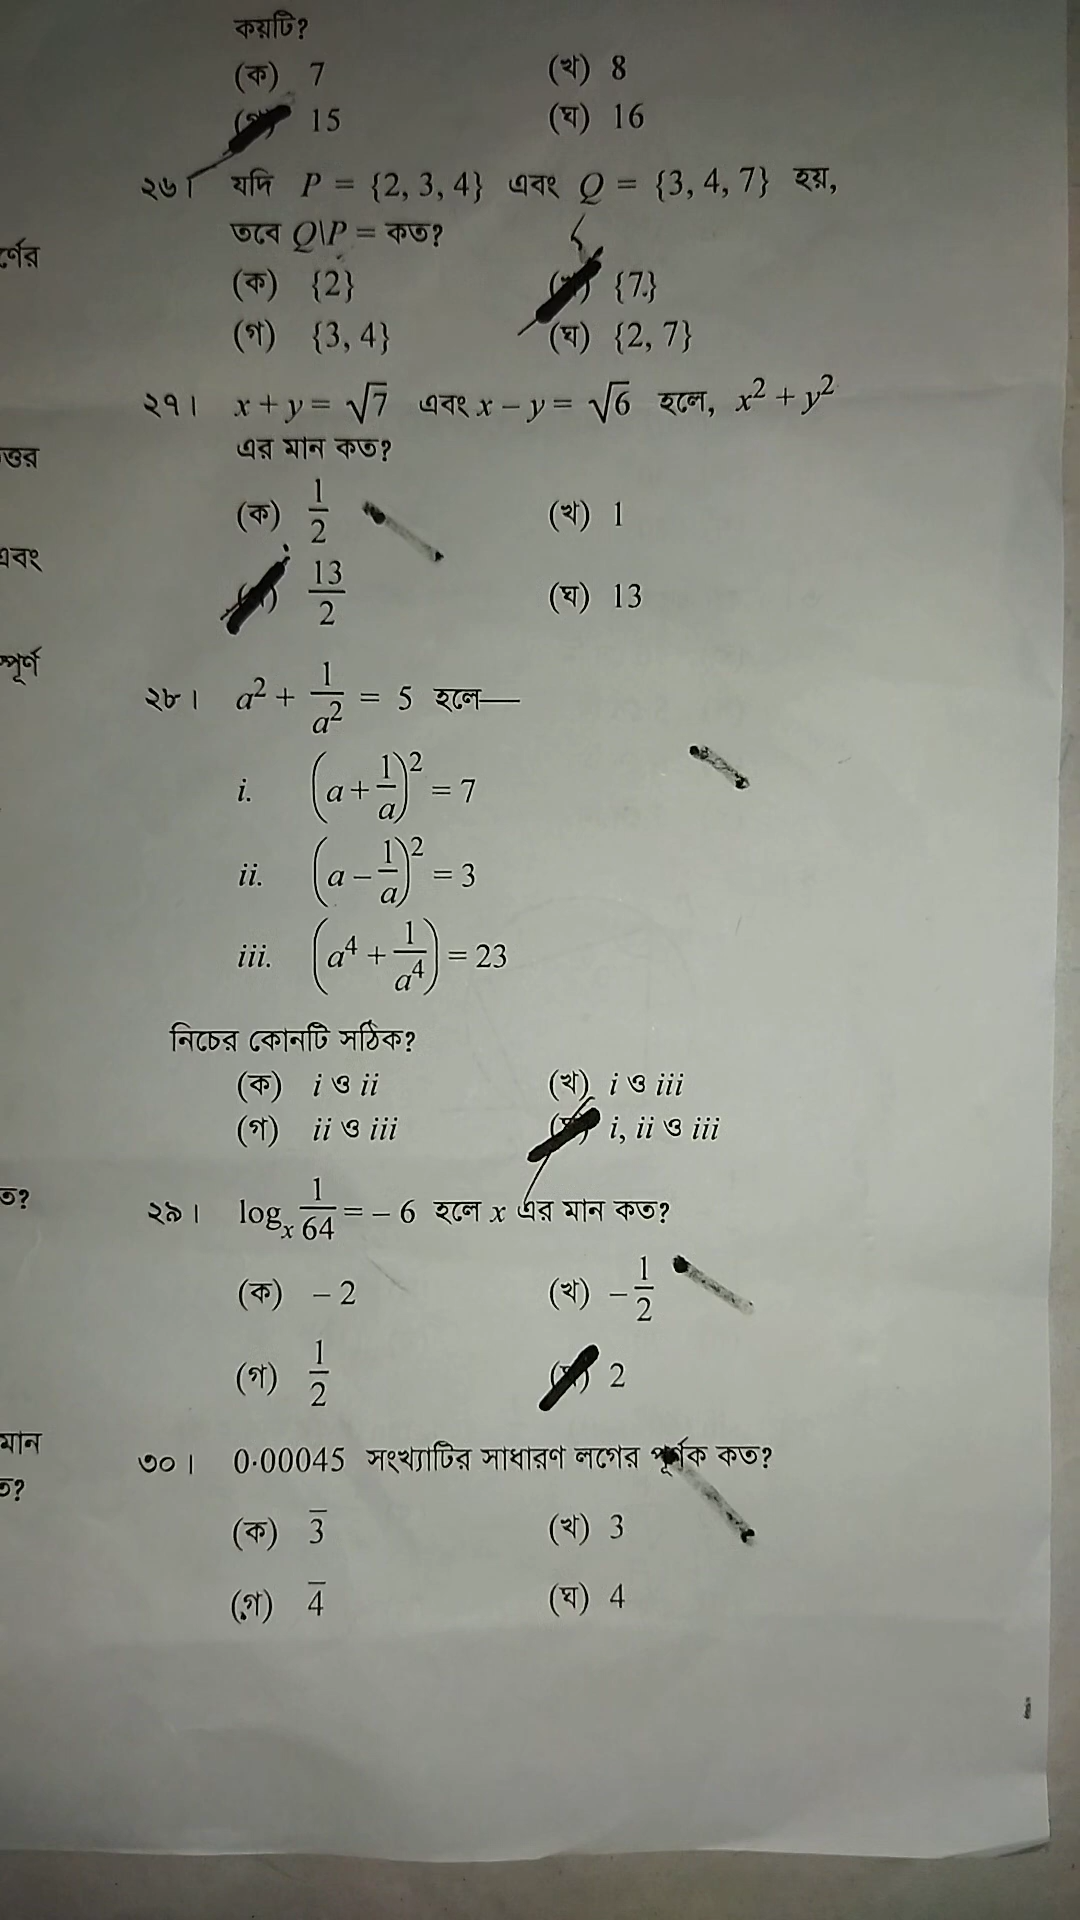 কয়টি?
(ক) 7 (খ) 8
(গ) 15 (ঘ) 16
২৬। যদি P = {2, 3, 4} এবং Q = {3, 4, 7} হয়,
তবে Q\P = কত?
(ক) {2} {7}
(গ) {3, 4} (ঘ) {2, 7}
২৭। x + y = √7 এবং x – y = √6 হলে, x² + y²
এর মান কত?
(ক) 1/2 (খ) 1
13/2 (ঘ) 13
২৮। a² + 1/a² = 5 হলে—
i. (a + 1/a)² = 7
ii. (a – 1/a)² = 3
iii. (a⁴ + 1/a⁴) = 23
নিচের কোনটি সঠিক?
(ক) i ও ii (খ) i ও iii
(গ) ii ও iii i, ii ও iii
২৯। logₓ 1/64 = – 6 হলে x এর মান কত?
(ক) – 2 (খ) – 1/2
(গ) 1/2 2
৩০। 0·00045 সংখ্যাটির সাধারণ লগের পূর্ণক কত?
(ক) 3̅ (খ) 3
(গ) 4̅ (ঘ) 4
র্ণের
ত্তর
এবং
ম্পূর্ণ
ত?
মান
ত?